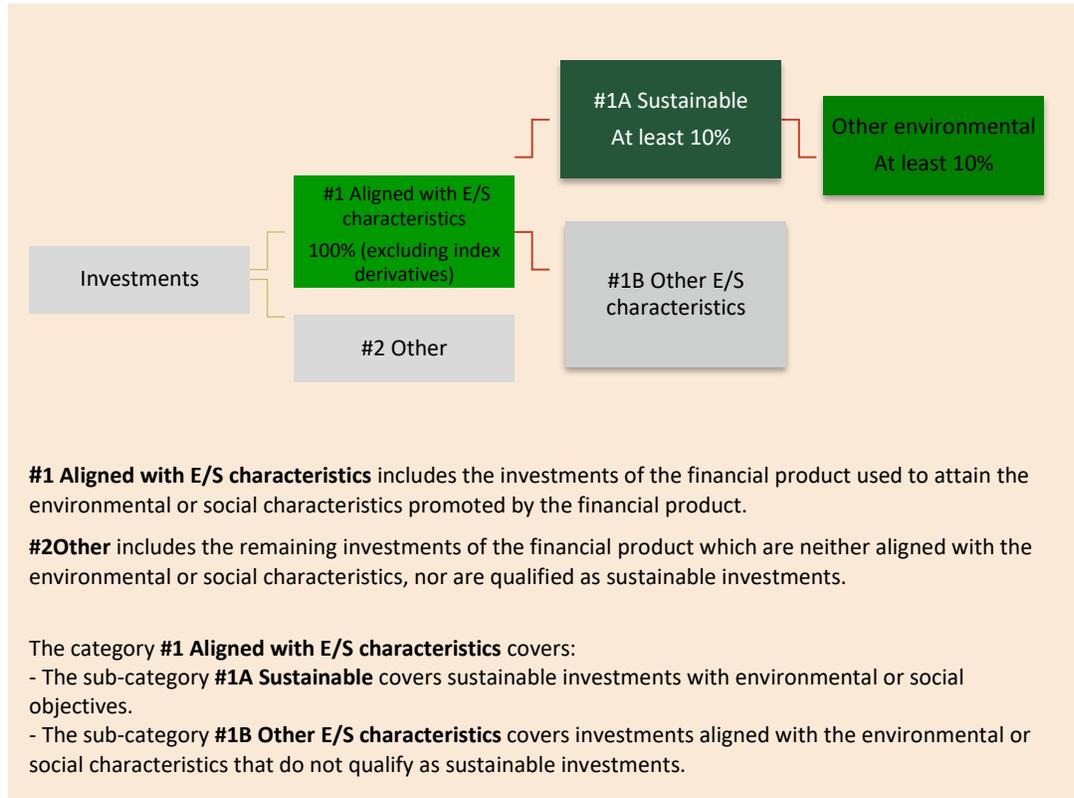 #1A Sustainable
At least 10%
Other environmental
At least 10%
#1 Aligned with E/S
characteristics
100% (excluding index
derivatives)
Investments
#1B Other E/S
characteristics
#2 Other
#1 Aligned with E/S characteristics includes the investments of the financial product used to attain the
environmental or social characteristics promoted by the financial product.
#2Other includes the remaining investments of the financial product which are neither aligned with the
environmental or social characteristics, nor are qualified as sustainable investments.
The category #1 Aligned with E/S characteristics covers:
- The sub-category #1A Sustainable covers sustainable investments with environmental or social
objectives.
- The sub-category #1B Other E/S characteristics covers investments aligned with the environmental or
social characteristics that do not qualify as sustainable investments.